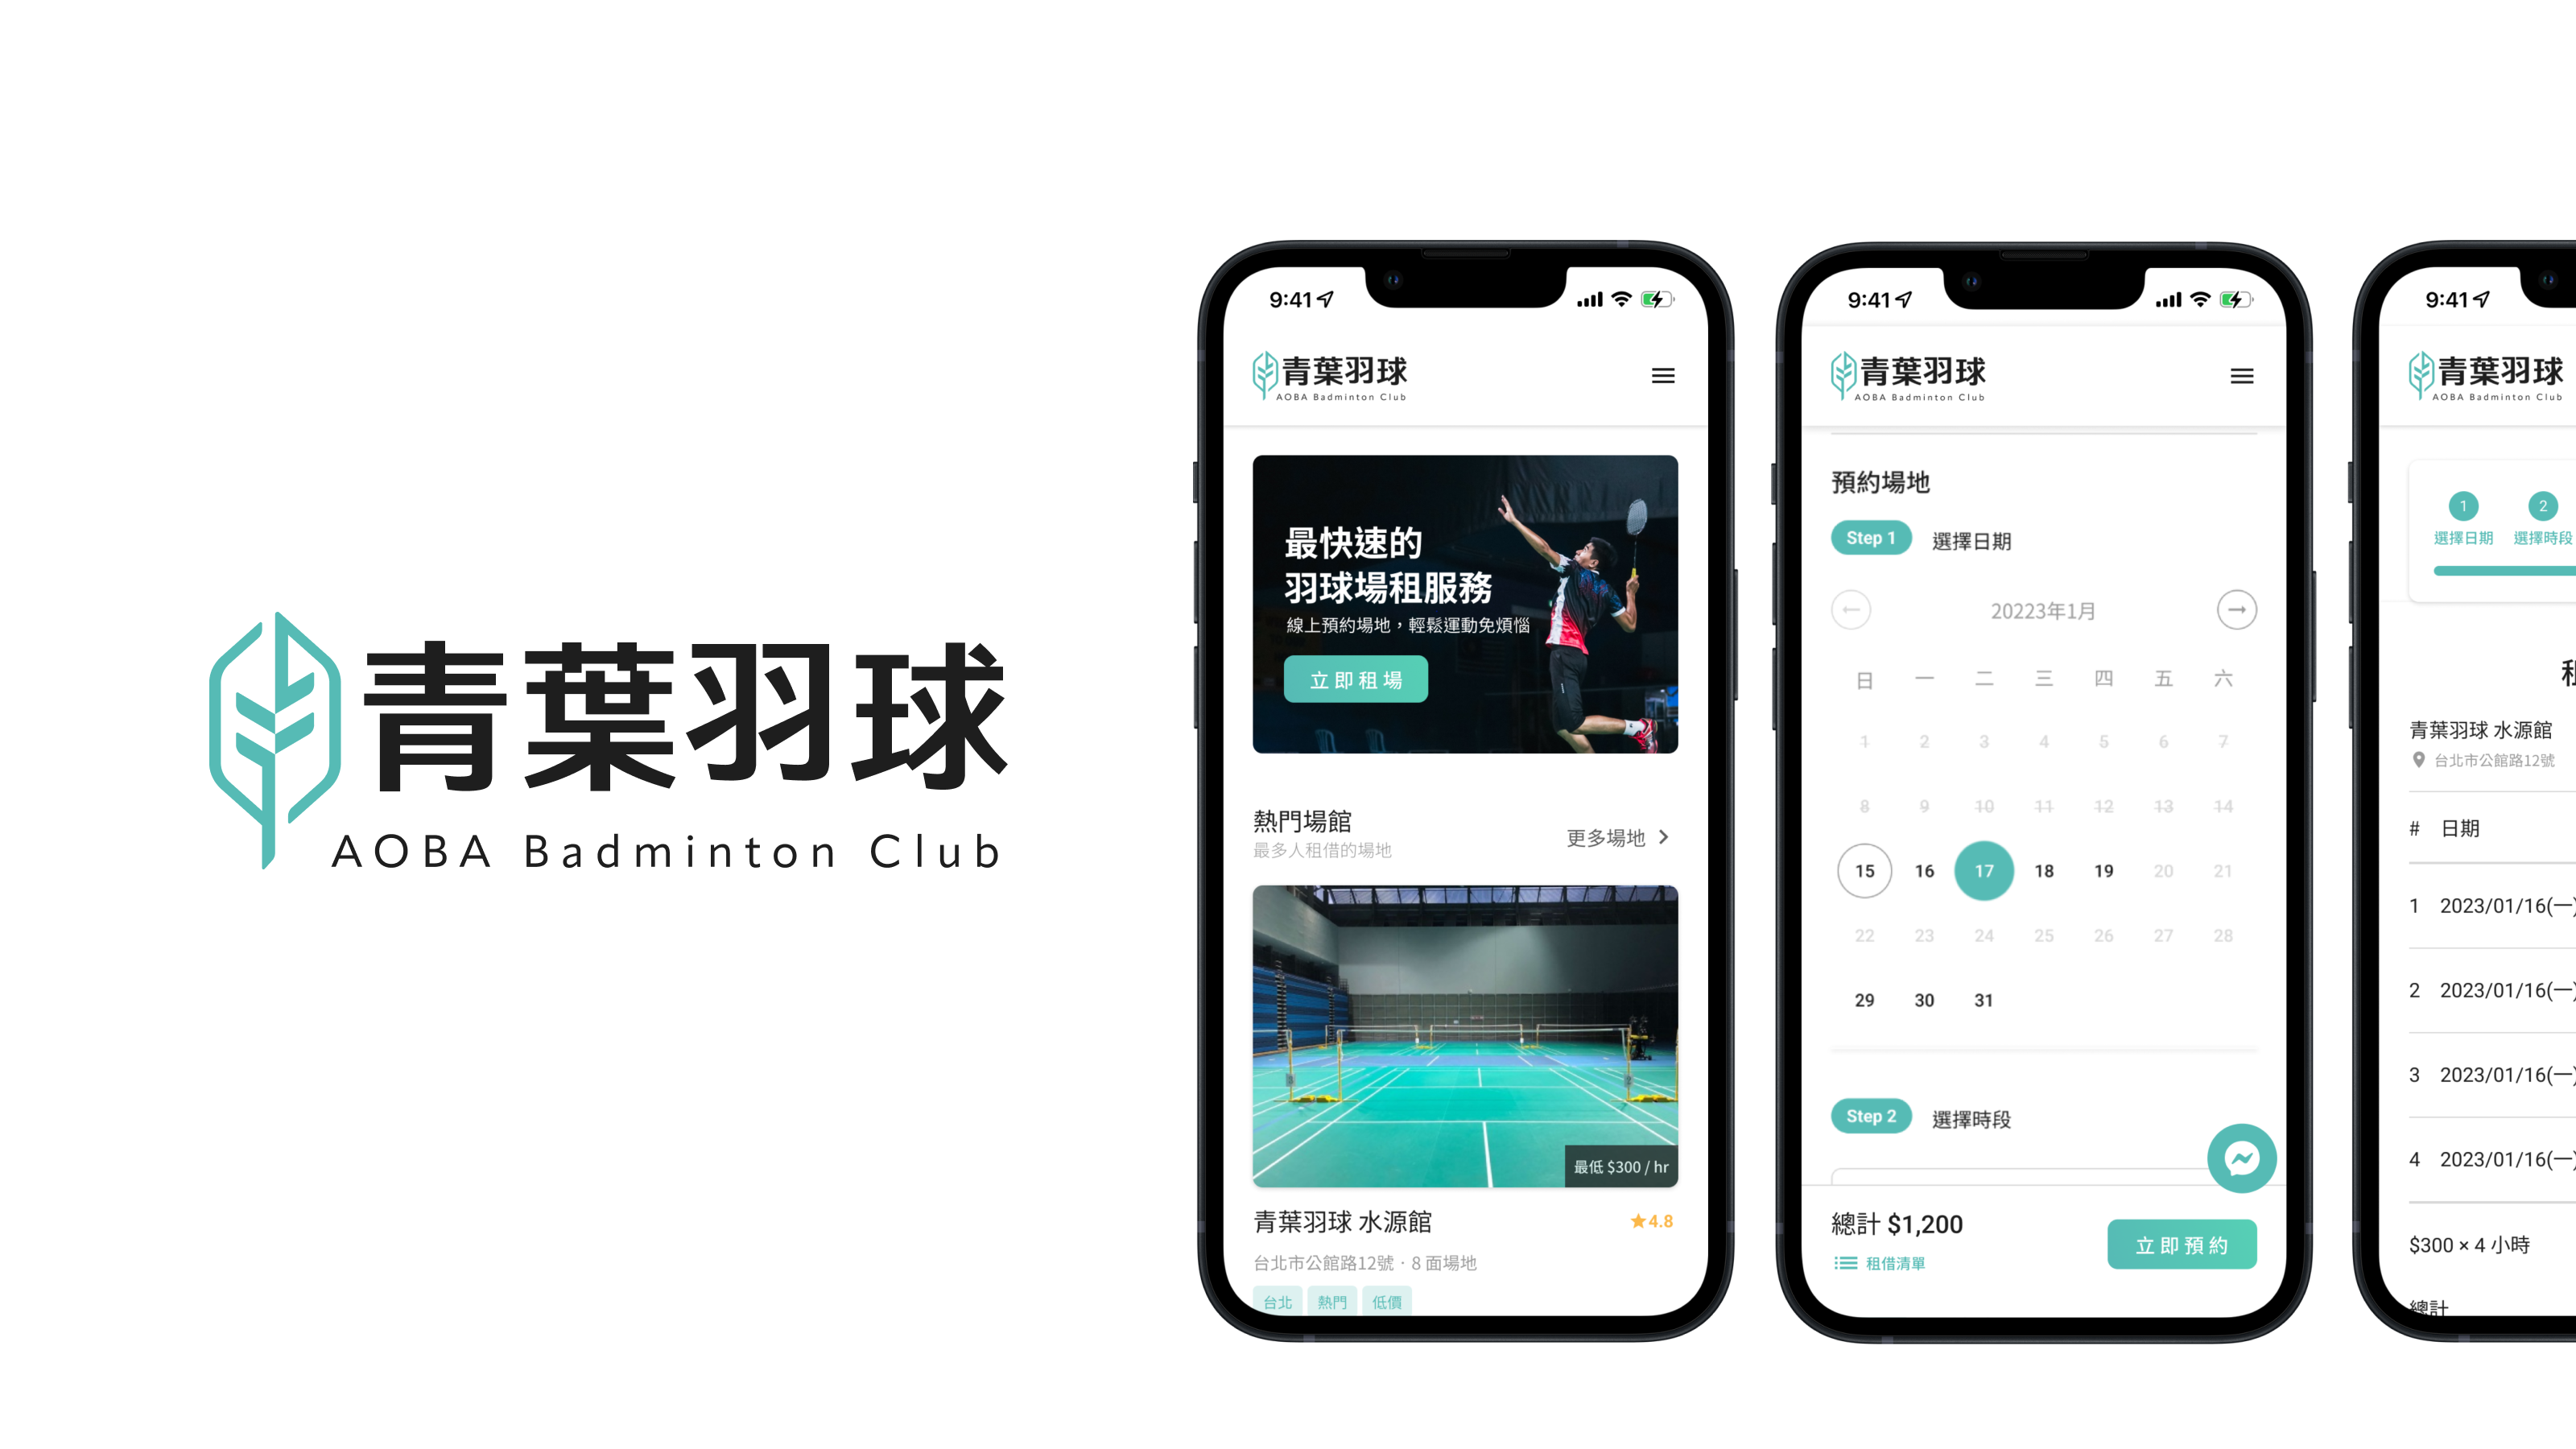 青葉羽球
AOBA Badminton Club
9:41
青葉羽球
AOBA Badminton Club
最快速的
羽球場租服務
線上預約場地，輕鬆運動免煩惱
立即租場
熱門場館
最多人租借的場地
更多場地
最低 $300 / hr
青葉羽球 水源館
4.8
台北市公館路12號 · 8 面場地
台北 熱門 低價
9:41
青葉羽球
AOBA Badminton Club
預約場地
Step 1 選擇日期
20223年1月
日 一 二 三 四 五 六
1 2 3 4 5 6 7
8 9 10 11 12 13 14
15 16 17 18 19 20 21
22 23 24 25 26 27 28
29 30 31
Step 2 選擇時段
總計 $1,200
租借清單
立即預約
9:41
青葉羽球
AOBA Badminton Club
1 2
選擇日期 選擇時段
青葉羽球 水源館
台北市公館路12號
# 日期
1 2023/01/16(一)
2 2023/01/16(一)
3 2023/01/16(一)
4 2023/01/16(一)
$300 × 4 小時
總計